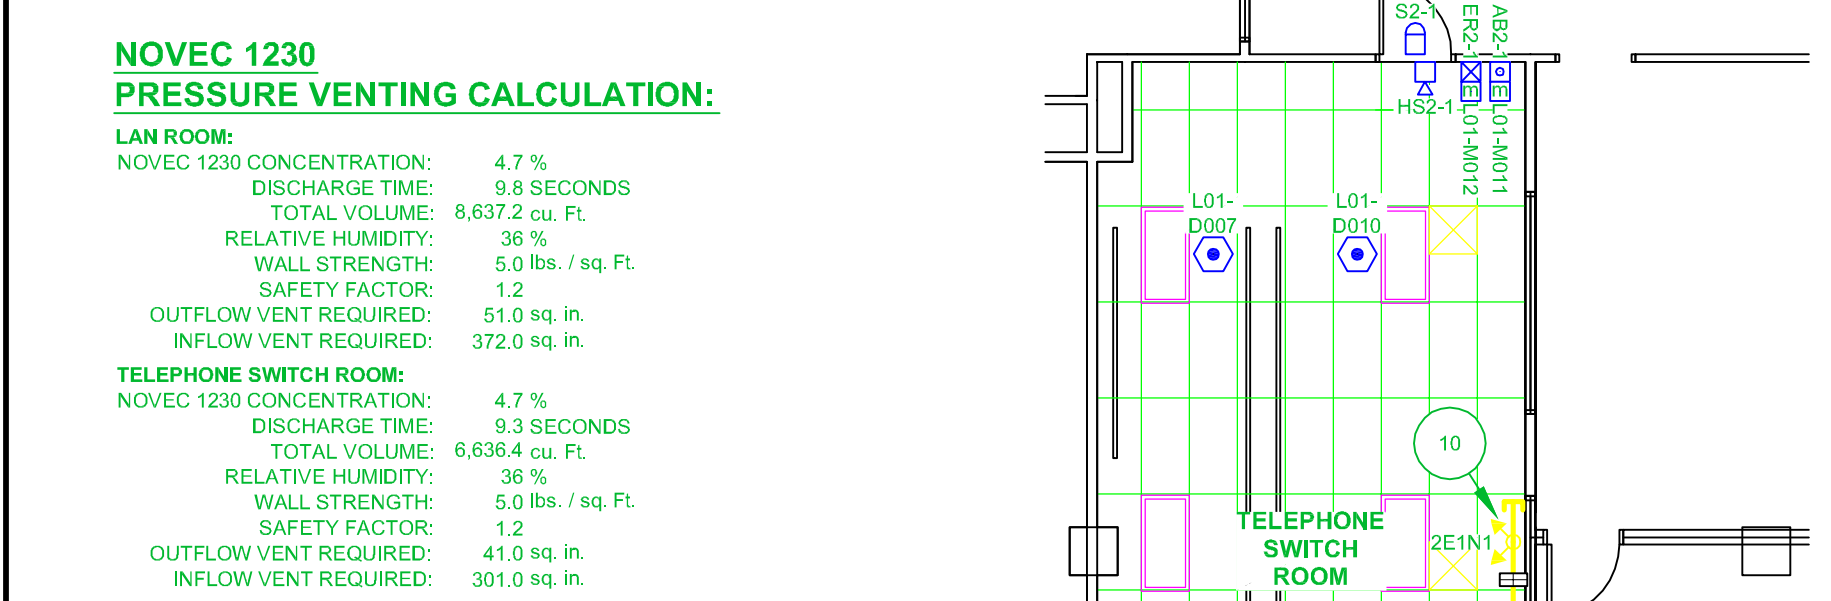 NOVEC 1230
PRESSURE VENTING CALCULATION:
LAN ROOM:
NOVEC 1230 CONCENTRATION: 4.7 %
DISCHARGE TIME: 9.8 SECONDS
TOTAL VOLUME: 8,637.2 cu. Ft.
RELATIVE HUMIDITY: 36 %
WALL STRENGTH: 5.0 lbs. / sq. Ft.
SAFETY FACTOR: 1.2
OUTFLOW VENT REQUIRED: 51.0 sq. in.
INFLOW VENT REQUIRED: 372.0 sq. in.
TELEPHONE SWITCH ROOM:
NOVEC 1230 CONCENTRATION: 4.7 %
DISCHARGE TIME: 9.3 SECONDS
TOTAL VOLUME: 6,636.4 cu. Ft.
RELATIVE HUMIDITY: 36 %
WALL STRENGTH: 5.0 lbs. / sq. Ft.
SAFETY FACTOR: 1.2
OUTFLOW VENT REQUIRED: 41.0 sq. in.
INFLOW VENT REQUIRED: 301.0 sq. in.
S2-1
ER2-1
AB2-1
HS2-1
E
E
L01-M012
L01-M011
L01-
D007
L01-
D010
10
TELEPHONE
SWITCH
ROOM
2E1N1